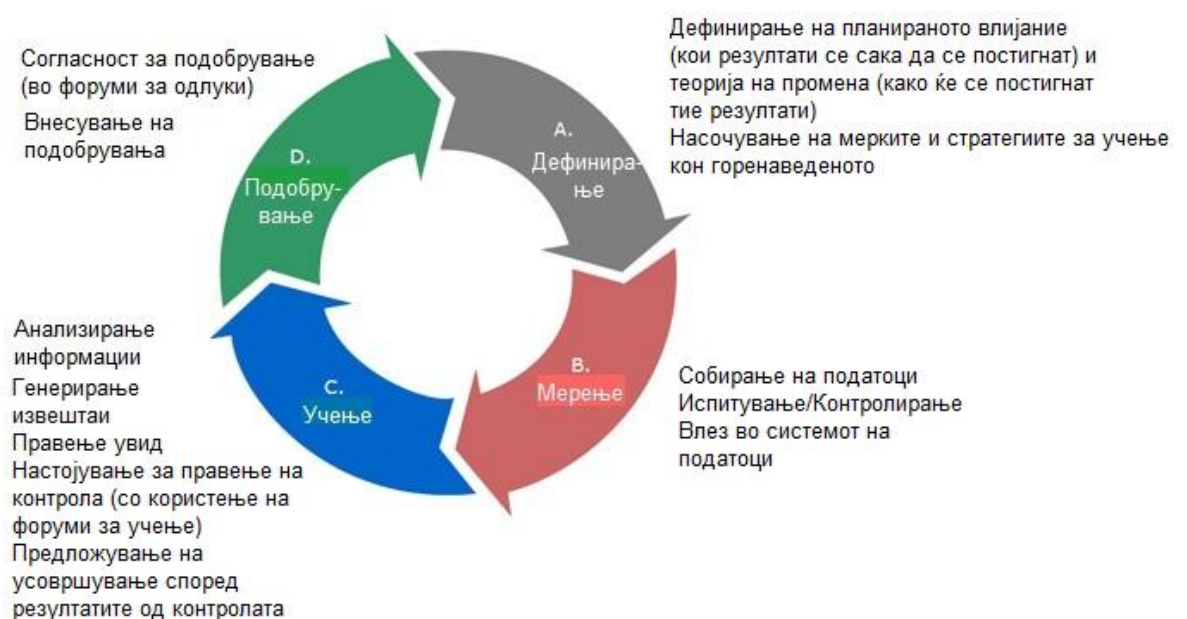 Дефинирање на планираното влијание
(кои резултати се сака да се постигнат) и
теорија на промена (како ќе се постигнат
тие резултати)
Насочување на мерките и стратегиите за учење
кон горенаведеното
A.
Дефинира-
ње
B.
Мерење
Собирање на податоци
Испитување/Контролирање
Влез во системот на
податоци
C.
Учење
Анализирање
информации
Генерирање
извештаи
Правење увид
Настојување за правење на
контрола (со користење на
форуми за учење)
Предложување на
усовршување според
резултатите од контролата
D.
Подобру-
вање
Согласност за подобрување
(во форуми за одлуки)
Внесување на
подобрувања